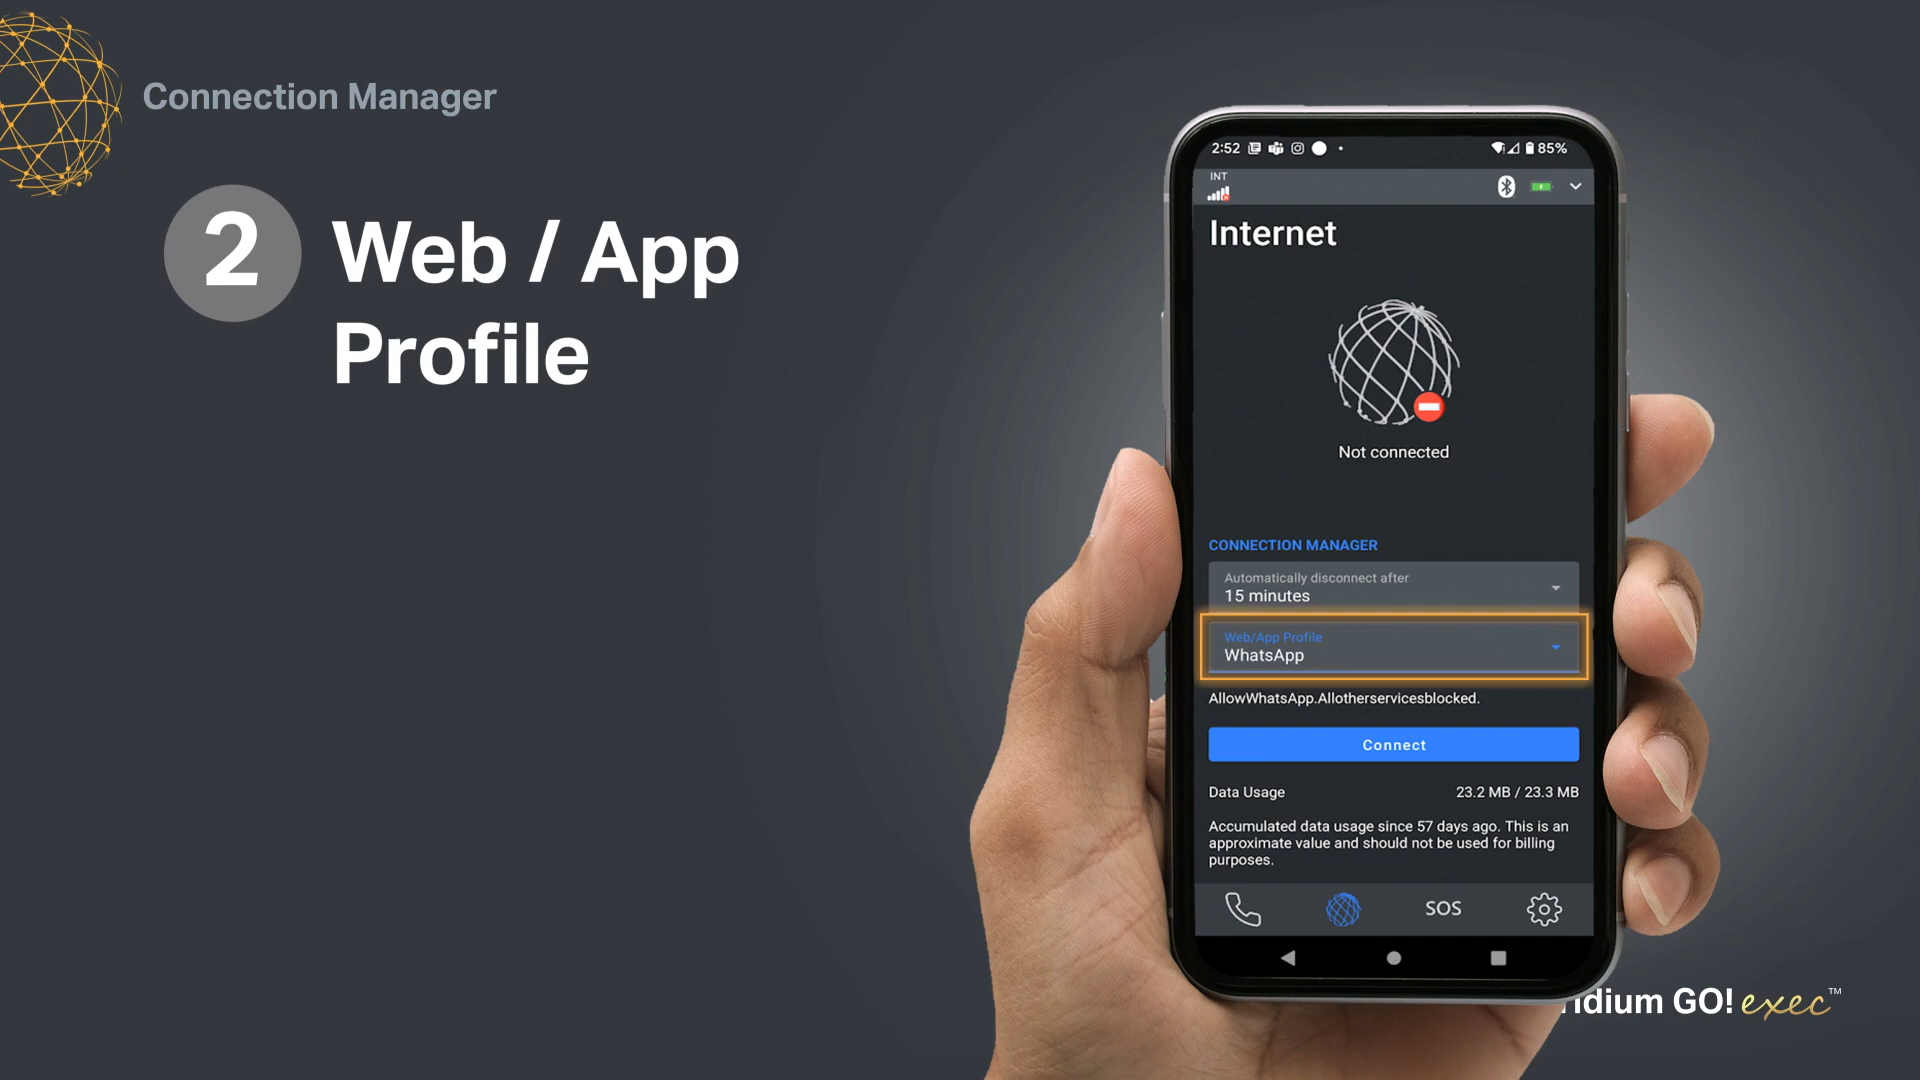 Connection Manager
2 Web / App
Profile
2:52 85%
INT
Internet
Not connected
CONNECTION MANAGER
Automatically disconnect after
15 minutes
Web/App Profile
WhatsApp
AllowWhatsApp.Allotherservicesblocked.
Connect
Data Usage 23.2 MB / 23.3 MB
Accumulated data usage since 57 days ago. This is an
approximate value and should not be used for billing
purposes.
SOS
ridium GO! exec™